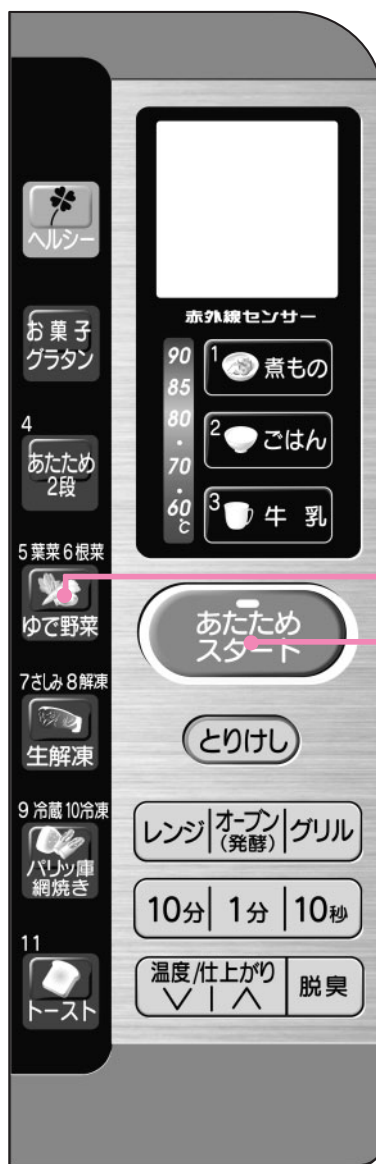 ヘルシー
お菓子
グラタン
4
あたため
2段
5葉菜6根菜
ゆで野菜
7さしみ8解凍
生解凍
9冷蔵10冷凍
パリッ庫
網焼き
11
トースト
赤外線センサー
90
85
80
・
70
・
60
℃
1 煮もの
2 ごはん
3 牛乳
あたため
スタート
とりけし
レンジ オーブン(発酵) グリル
10分 1分 10秒
温度/仕上がり 脱臭